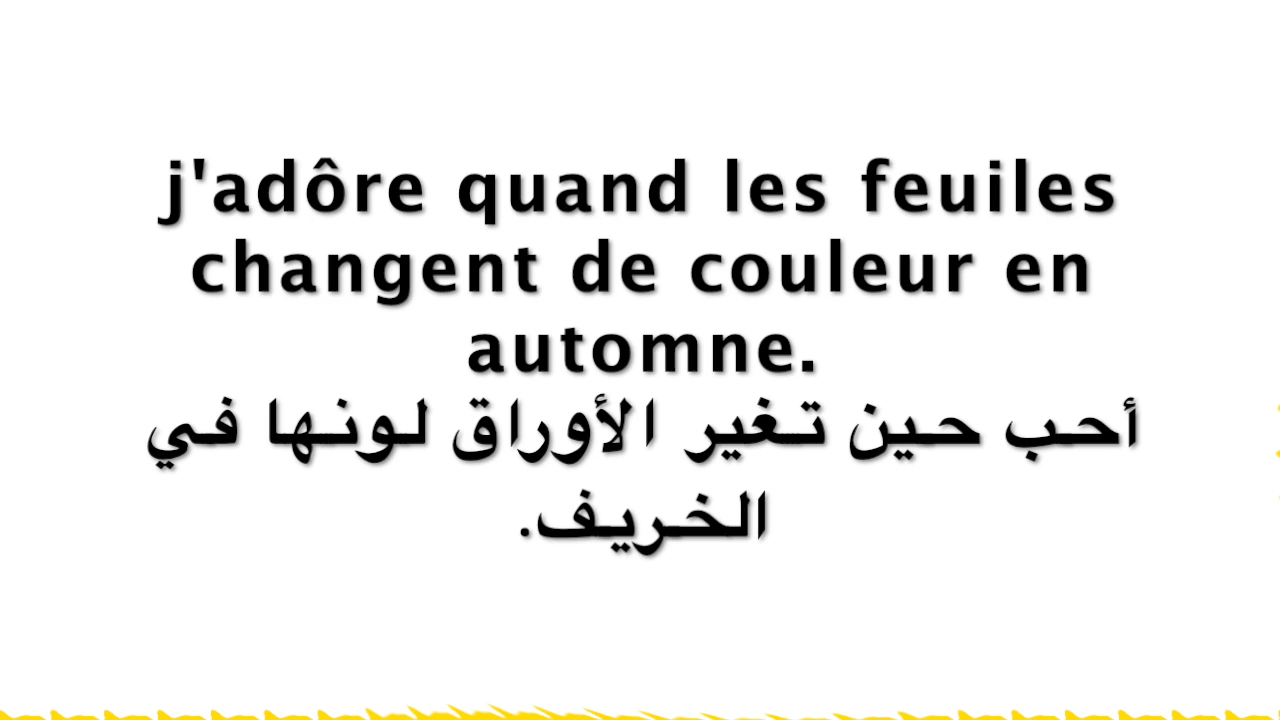 j'adôre quand les feuiles
changent de couleur en
automne.
أحب حين تغير الأوراق لونها في
الخريف.